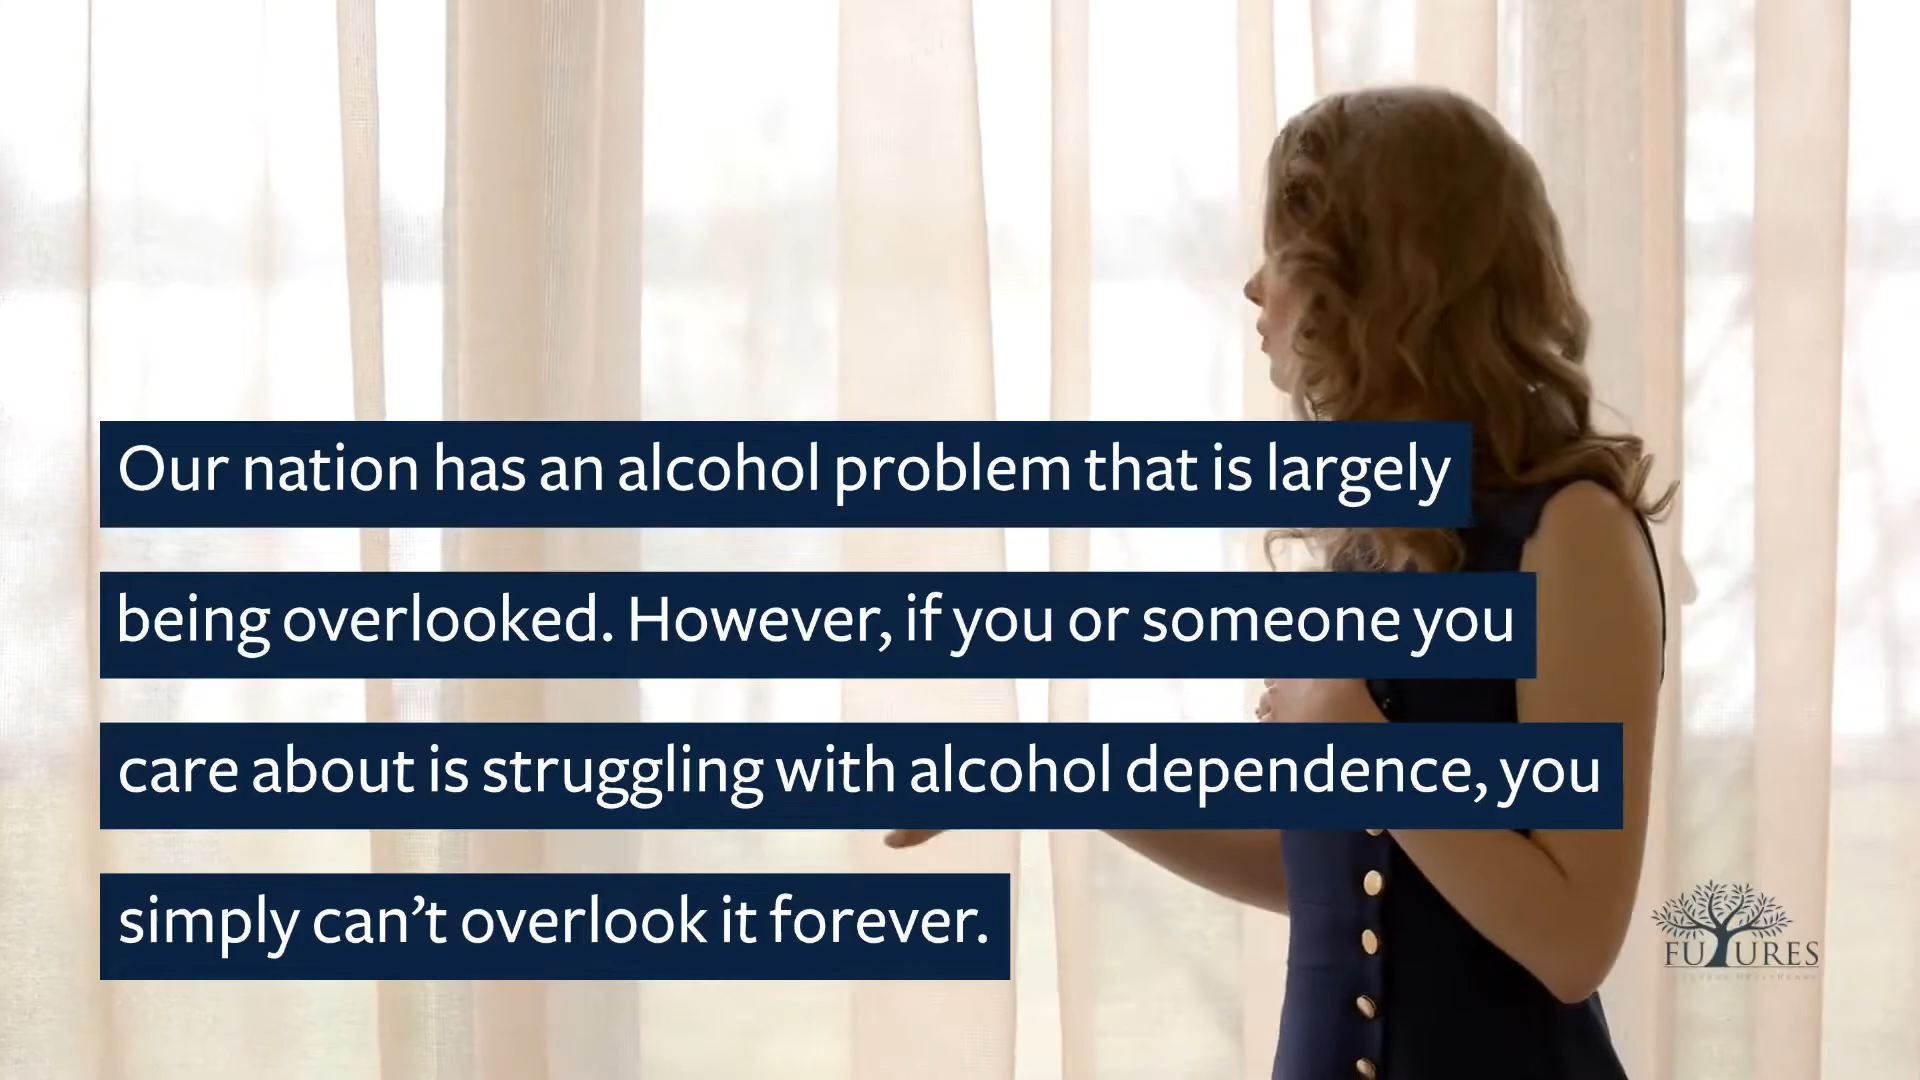 Our nation has an alcohol problem that is largely
being overlooked. However, if you or someone you
care about is struggling with alcohol dependence, you
simply can’t overlook it forever.
FUTURES